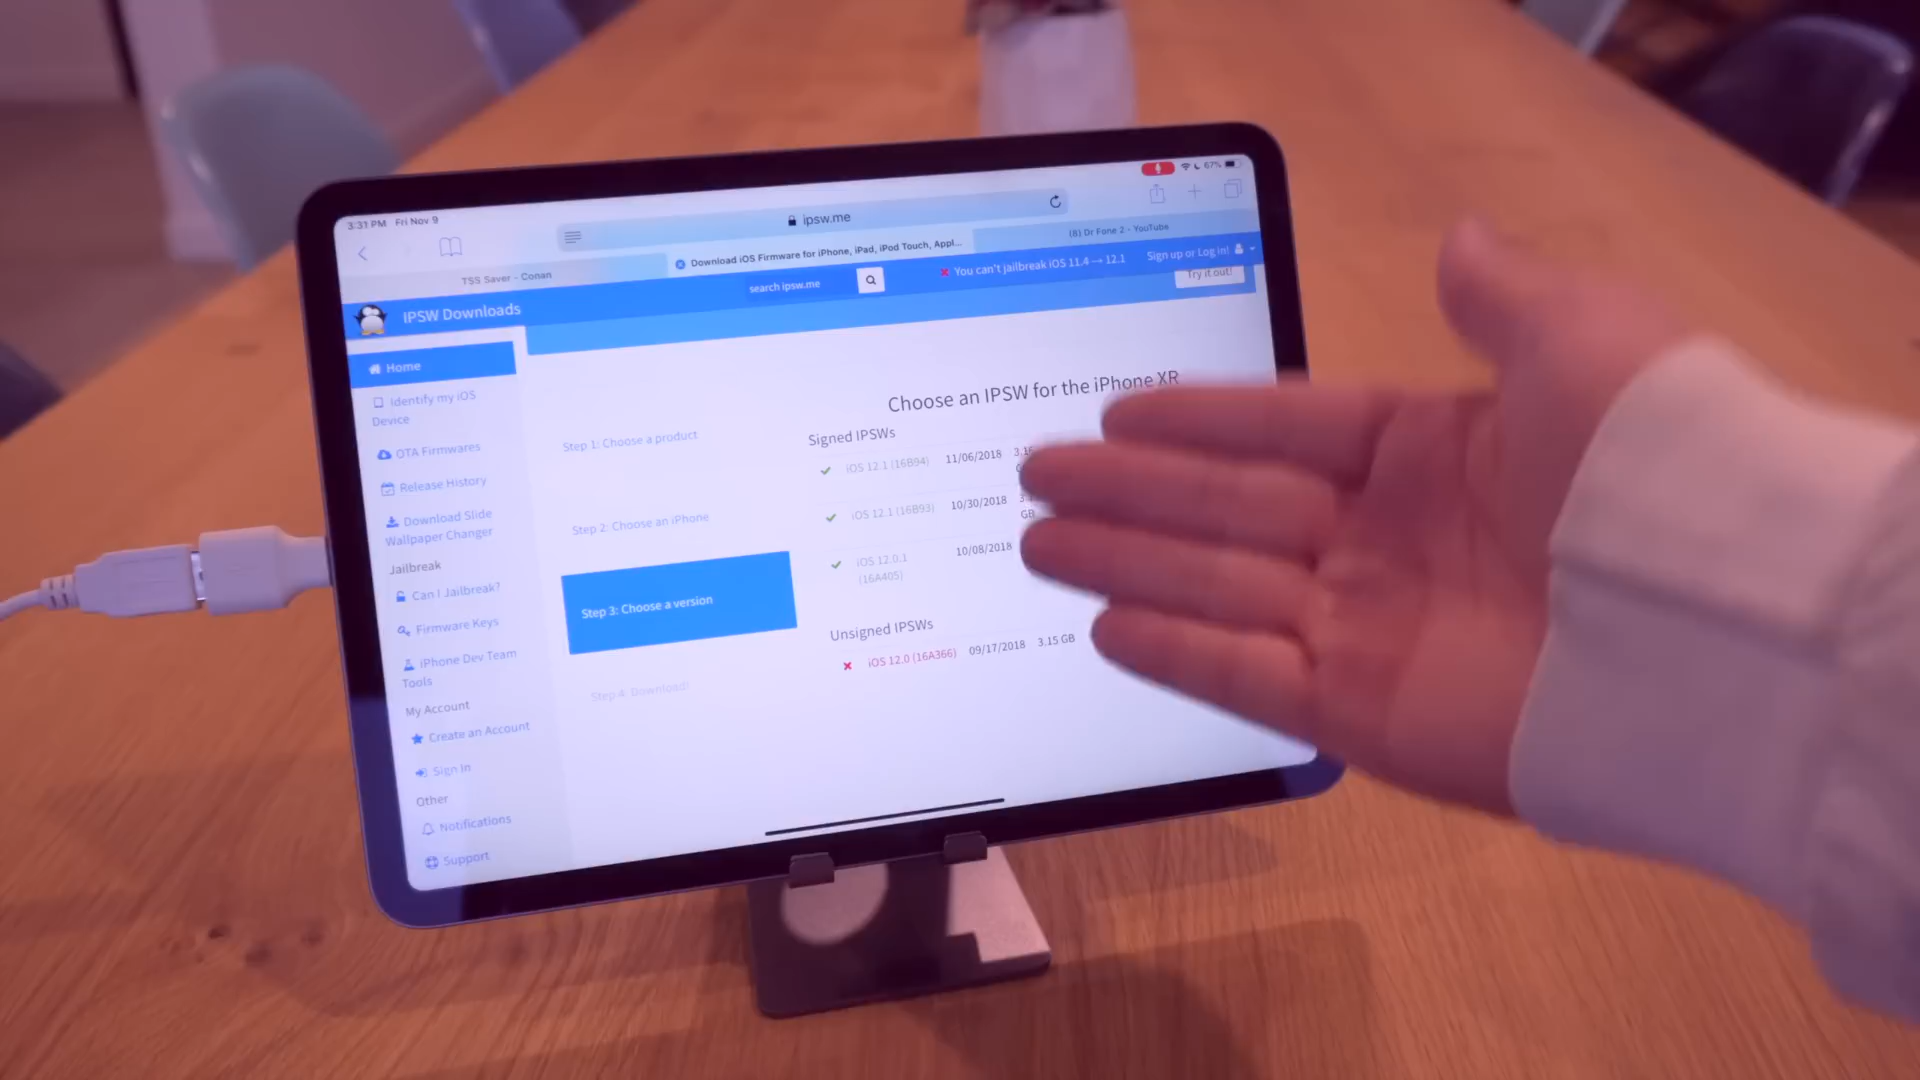 3:31 PM Fri Nov 9
67%
ipsw.me
TSS Saver - Conan
Download iOS Firmware for iPhone, iPad, iPod Touch, Appl...
(8) Dr Fone 2 - YouTube
IPSW Downloads
search ipsw.me
You can't jailbreak iOS 11.4 → 12.1
Sign up or Log in!
Try it out!
Home
Identify my iOS
Device
OTA Firmwares
Release History
Download Slide
Wallpaper Changer
Jailbreak
Can I Jailbreak?
Firmware Keys
iPhone Dev Team
Tools
My Account
Create an Account
Sign In
Other
Notifications
Support
Step 1: Choose a product
Step 2: Choose an iPhone
Step 3: Choose a version
Step 4: Download!
Choose an IPSW for the iPhone XR
Signed IPSWs
iOS 12.1 (16B94) 11/06/2018
iOS 12.1 (16B93) 10/30/2018
GB
iOS 12.0.1
(16A405)
10/08/2018
Unsigned IPSWs
iOS 12.0 (16A366) 09/17/2018 3.15 GB